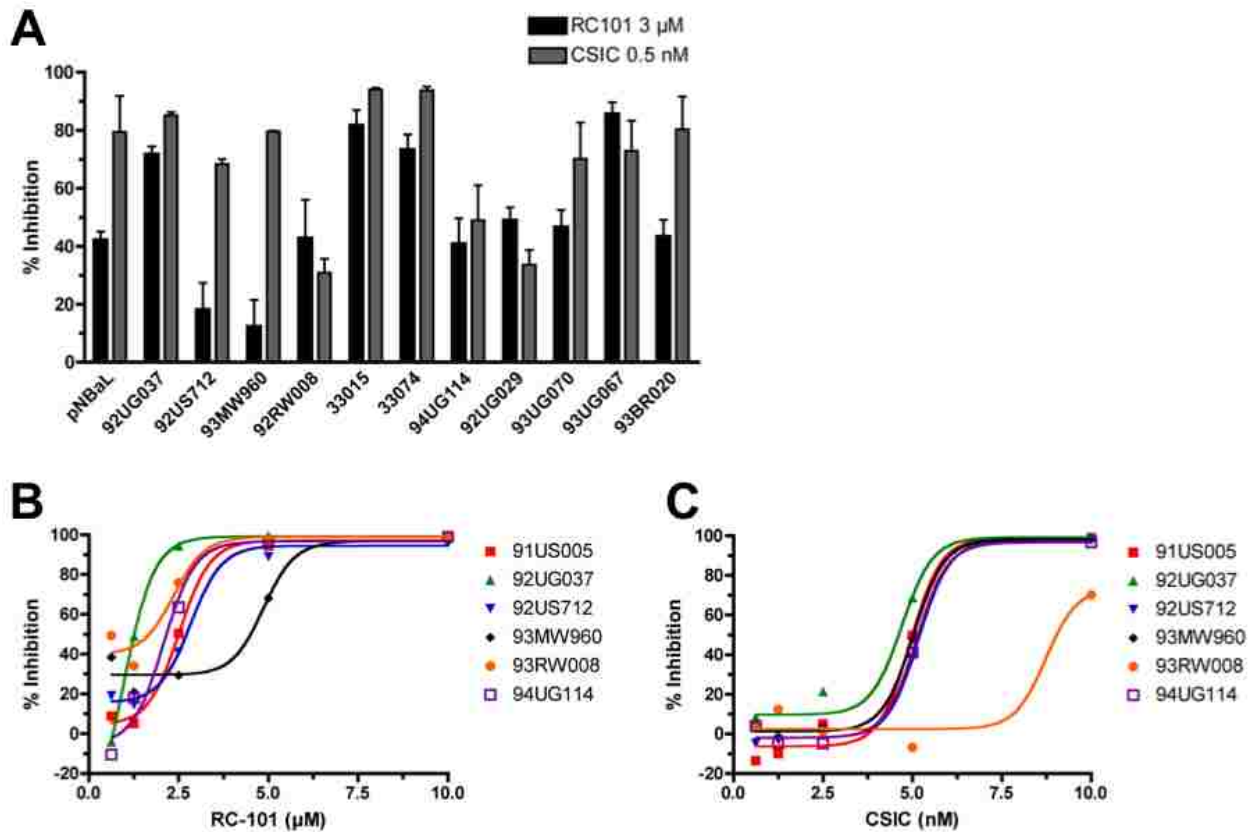 A
RC101 3 µM
CSIC 0.5 nM
100
80
60
40
20
0
% Inhibition
pNBaL
92UG037
92US712
93MW960
92RW008
33015
33074
94UG114
92UG029
93UG070
93UG067
93BR020
B
100
80
60
40
20
0
-20
% Inhibition
0.0 2.5 5.0 7.5 10.0
RC-101 (µM)
91US005
92UG037
92US712
93MW960
93RW008
94UG114
C
100
80
60
40
20
0
-20
% Inhibition
0.0 2.5 5.0 7.5 10.0
CSIC (nM)
91US005
92UG037
92US712
93MW960
93RW008
94UG114